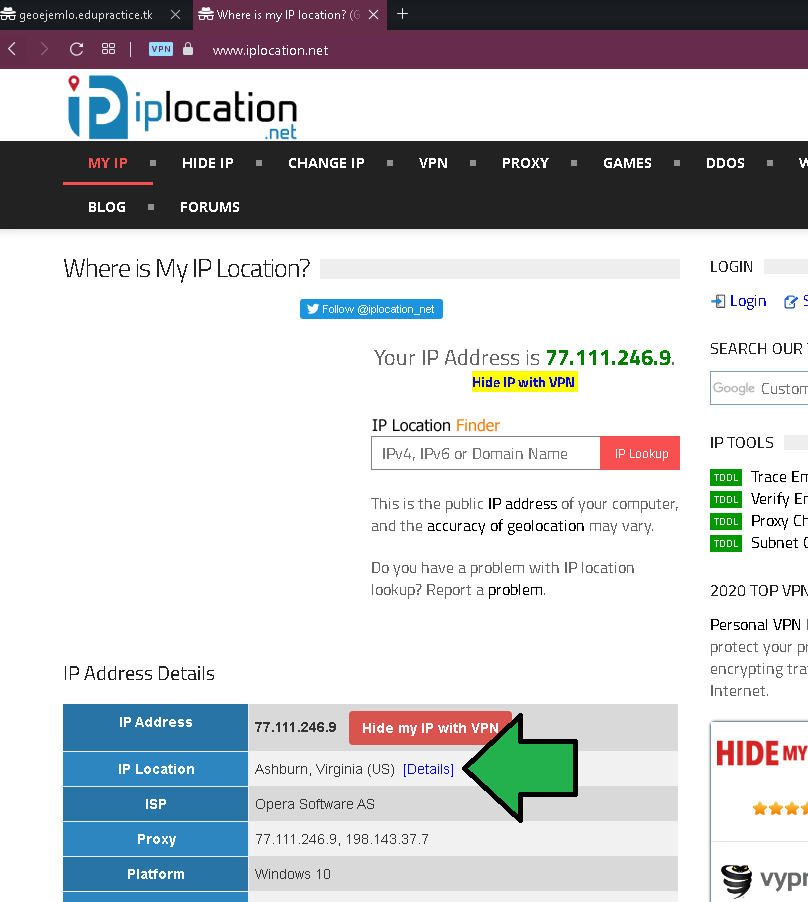 geoejemlo.edupractice.tk
Where is my IP location? (G
VPN
www.iplocation.net
iplocation
.net
MY IP
HIDE IP
CHANGE IP
VPN
PROXY
GAMES
DDOS
W
BLOG
FORUMS
Where is My IP Location?
Follow @iplocation_net
Your IP Address is 77.111.246.9.
Hide IP with VPN
IP Location Finder
IPv4, IPv6 or Domain Name
IP Lookup
This is the public IP address of your computer,
and the accuracy of geolocation may vary.
Do you have a problem with IP location
lookup? Report a problem.
IP Address Details
IP Address 77.111.246.9 Hide my IP with VPN
IP Location Ashburn, Virginia (US) [Details]
ISP Opera Software AS
Proxy 77.111.246.9, 198.143.37.7
Platform Windows 10
LOGIN
Login S
SEARCH OUR
Google Custom
IP TOOLS
TOOL Trace Em
TOOL Verify Em
TOOL Proxy Ch
TOOL Subnet C
2020 TOP VPN
Personal VPN
protect your pr
encrypting tra
Internet.
HIDE MY
vypr